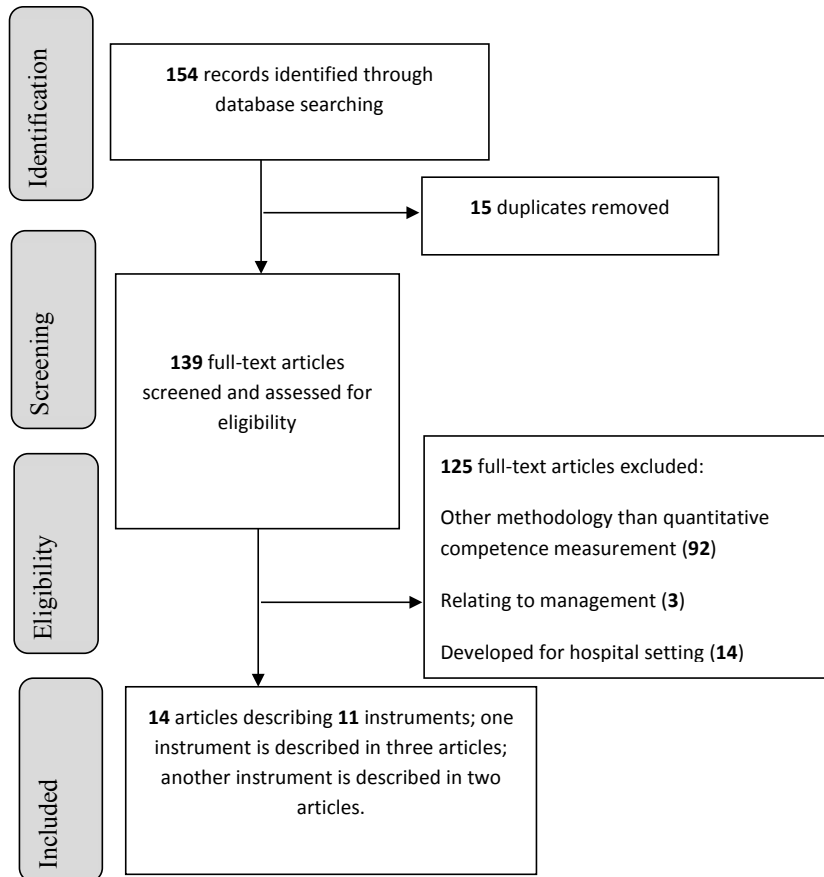 Identification
154 records identified through
database searching
15 duplicates removed
Screening
139 full-text articles
screened and assessed for
eligibility
Eligibility
125 full-text articles excluded:
Other methodology than quantitative
competence measurement (92)
Relating to management (3)
Developed for hospital setting (14)
Included
14 articles describing 11 instruments; one
instrument is described in three articles;
another instrument is described in two
articles.